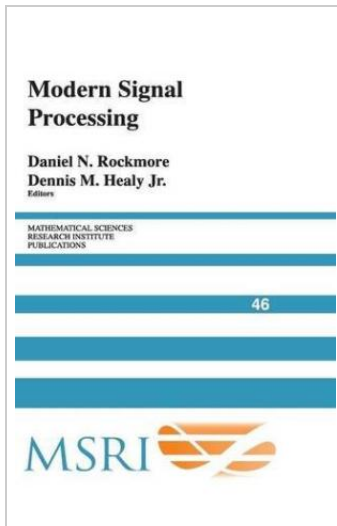 Modern Signal
Processing
Daniel N. Rockmore
Dennis M. Healy Jr.
Editors
MATHEMATICAL SCIENCES
RESEARCH INSTITUTE
PUBLICATIONS
46
MSRI